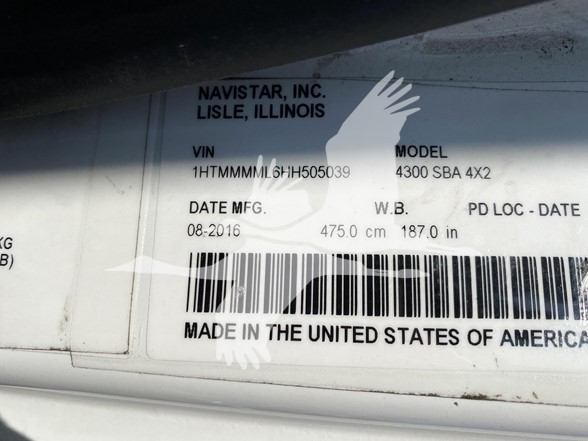 NAVISTAR, INC.
LISLE, ILLINOIS
VIN MODEL
1HTMMMML6HH505039 4300 SBA 4X2
DATE MFG. W.B. PD LOC - DATE
08-2016 475.0 cm 187.0 in
KG
B)
MADE IN THE UNITED STATES OF AMERICA